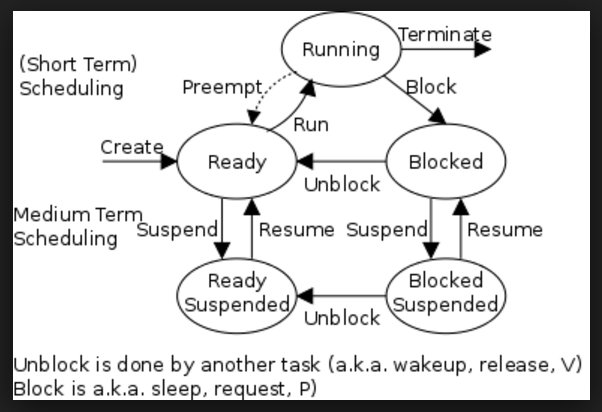 Terminate
Running
(Short Term)
Scheduling
Preempt
Block
Run
Create
Ready
Blocked
Unblock
Medium Term
Scheduling
Suspend
Resume
Suspend
Resume
Ready
Suspended
Blocked
Suspended
Unblock
Unblock is done by another task (a.k.a. wakeup, release, V)
Block is a.k.a. sleep, request, P)